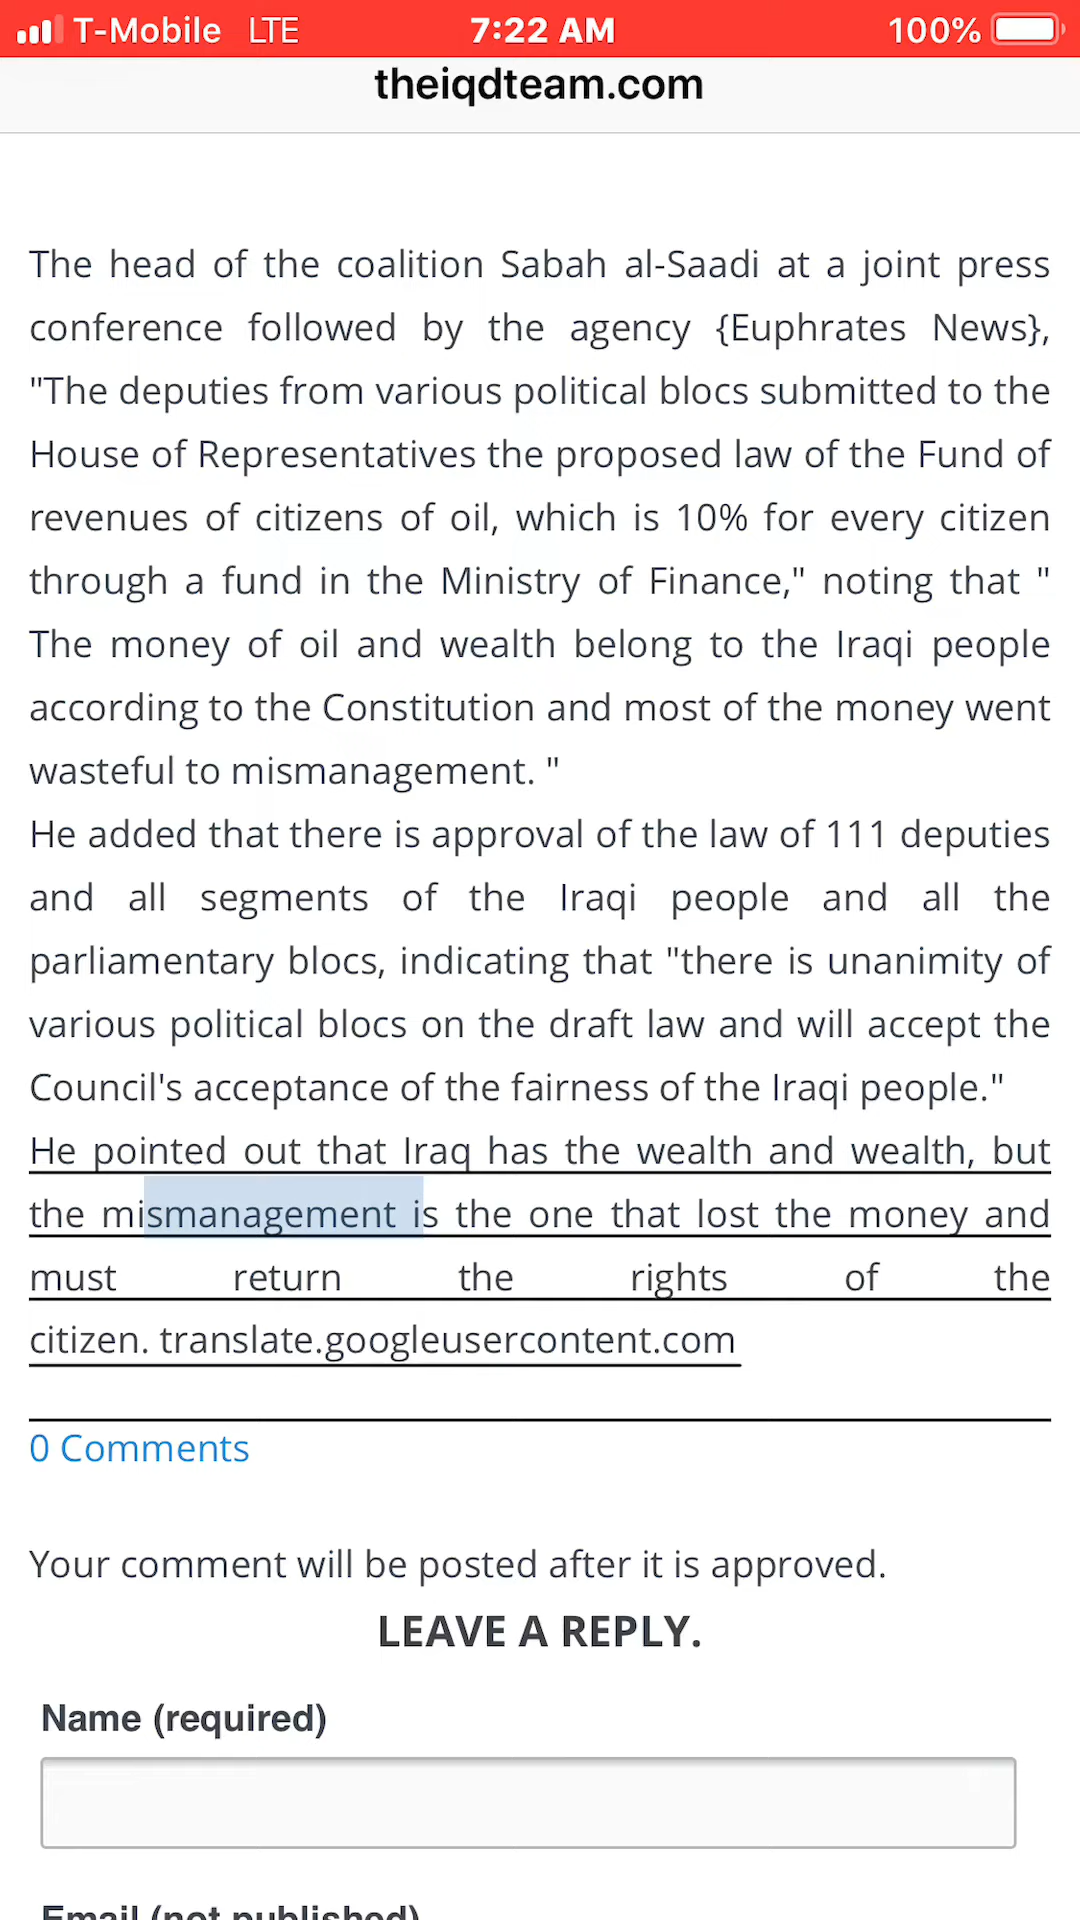 T-Mobile LTE 7:22 AM 100%
theiqdteam.com
The head of the coalition Sabah al-Saadi at a joint press
conference followed by the agency {Euphrates News},
"The deputies from various political blocs submitted to the
House of Representatives the proposed law of the Fund of
revenues of citizens of oil, which is 10% for every citizen
through a fund in the Ministry of Finance," noting that "
The money of oil and wealth belong to the Iraqi people
according to the Constitution and most of the money went
wasteful to mismanagement. "
He added that there is approval of the law of 111 deputies
and all segments of the Iraqi people and all the
parliamentary blocs, indicating that "there is unanimity of
various political blocs on the draft law and will accept the
Council's acceptance of the fairness of the Iraqi people."
He pointed out that Iraq has the wealth and wealth, but
the mismanagement is the one that lost the money and
must return the rights of the
citizen. translate.googleusercontent.com
0 Comments
Your comment will be posted after it is approved.
LEAVE A REPLY.
Name (required)
Email (not published)